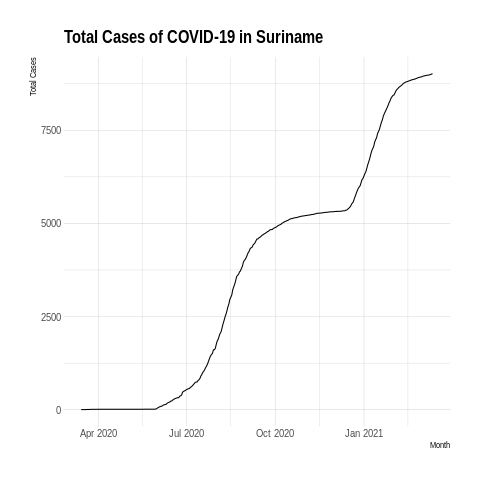 Total Cases of COVID-19 in Suriname
Total Cases
7500
5000
2500
0
Apr 2020 Jul 2020 Oct 2020 Jan 2021
Month